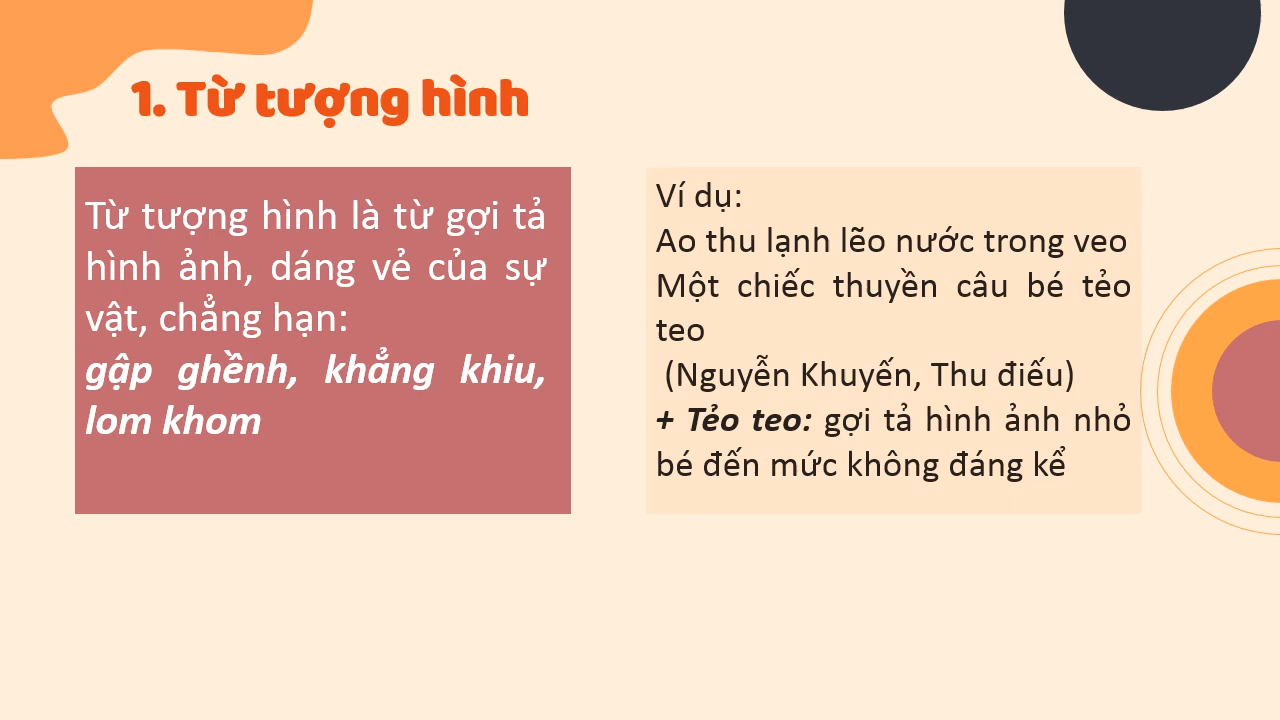 1. Từ tượng hình
Từ tượng hình là từ gợi tả
hình ảnh, dáng vẻ của sự
vật, chẳng hạn:
gập ghềnh, khẳng khiu,
lom khom
Ví dụ:
Ao thu lạnh lẽo nước trong veo
Một chiếc thuyền câu bé tẻo
teo
(Nguyễn Khuyến, Thu điếu)
+ Tẻo teo: gợi tả hình ảnh nhỏ
bé đến mức không đáng kể